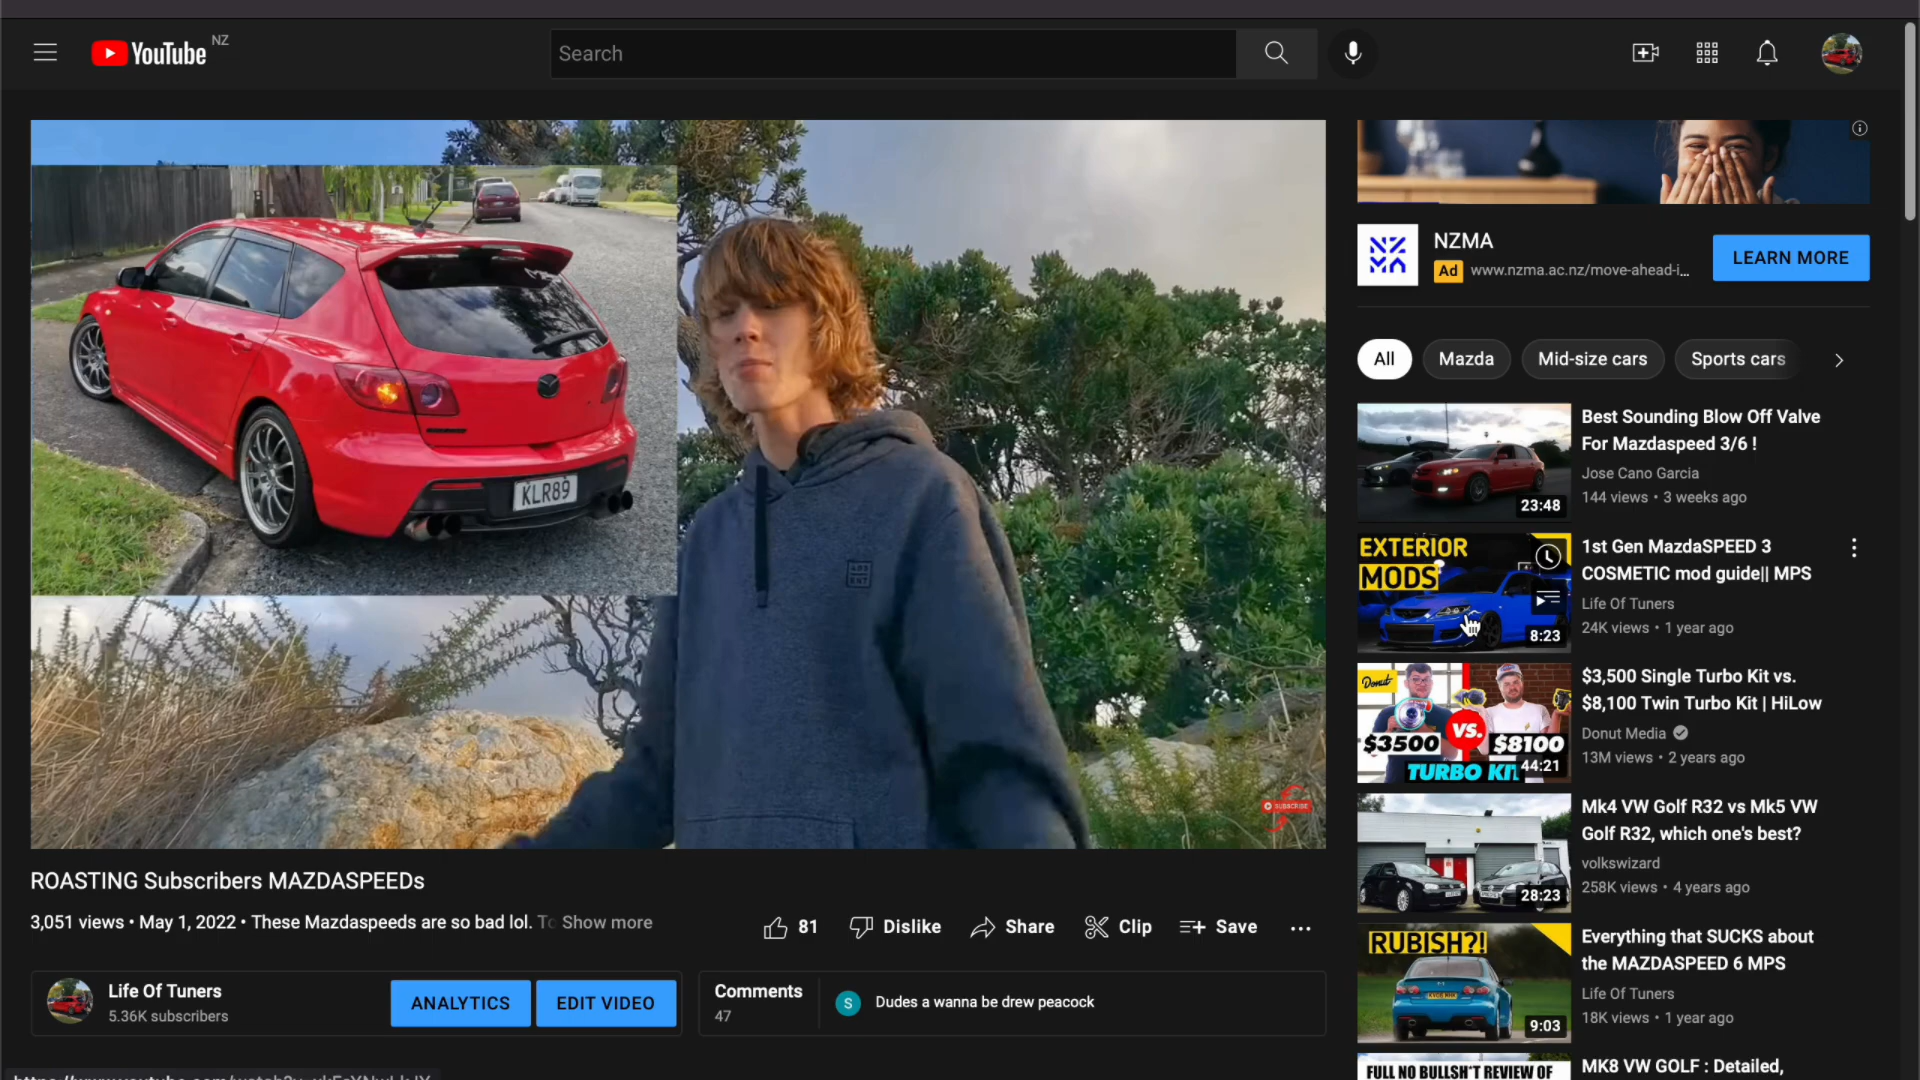 YouTube NZ
Search
KLR89
ABS
ENT
SUBSCRIBE
ROASTING Subscribers MAZDASPEEDs
3,051 views • May 1, 2022 • These Mazdaspeeds are so bad lol. To Show more
81
Dislike
Share
Clip
Save
Life Of Tuners
5.36K subscribers
ANALYTICS
EDIT VIDEO
Comments
47
S
Dudes a wanna be drew peacock
NZ
MA
NZMA
Ad www.nzma.ac.nz/move-ahead-i...
LEARN MORE
All
Mazda
Mid-size cars
Sports cars
23:48
Best Sounding Blow Off Valve
For Mazdaspeed 3/6 !
Jose Cano Garcia
144 views • 3 weeks ago
EXTERIOR
MODS
8:23
1st Gen MazdaSPEED 3
COSMETIC mod guide|| MPS
Life Of Tuners
24K views • 1 year ago
Donut
$3500
VS.
$8100
TURBO KIT
44:21
$3,500 Single Turbo Kit vs.
$8,100 Twin Turbo Kit | HiLow
Donut Media
13M views • 2 years ago
28:23
Mk4 VW Golf R32 vs Mk5 VW
Golf R32, which one's best?
volkswizard
258K views • 4 years ago
RUBISH?!
9:03
Everything that SUCKS about
the MAZDASPEED 6 MPS
Life Of Tuners
18K views • 1 year ago
FULL NO BULLSH*T REVIEW OF
MK8 VW GOLF : Detailed,